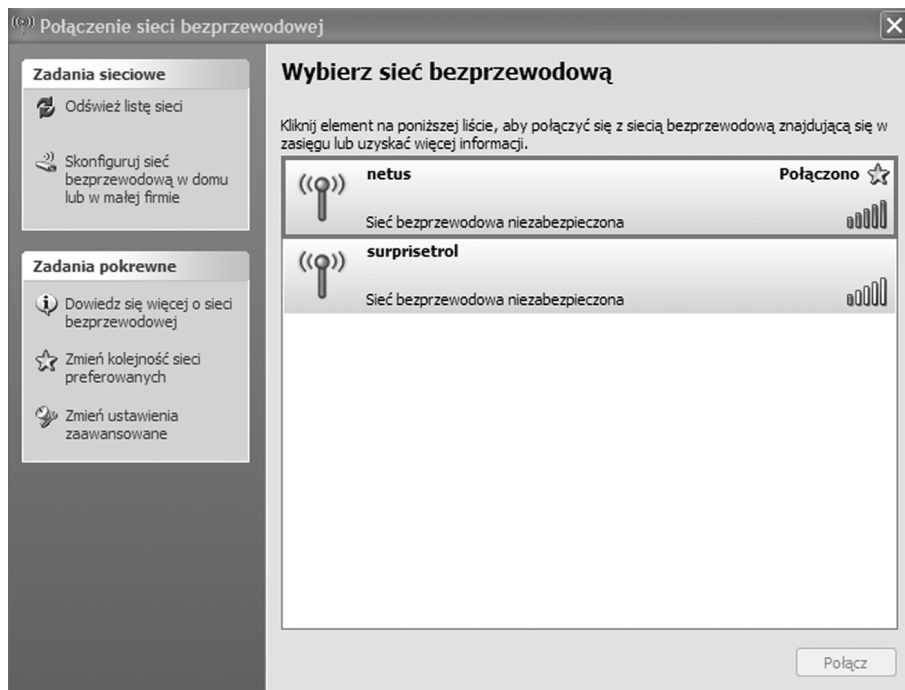 Połączenie sieci bezprzewodowej
Zadania sieciowe
Odśwież listę sieci
Skonfiguruj sieć
bezprzewodową w domu
lub w małej firmie
Zadania pokrewne
Dowiedz się więcej o sieci
bezprzewodowej
Zmień kolejność sieci
preferowanych
Zmień ustawienia
zaawansowane
Wybierz sieć bezprzewodową
Kliknij element na poniższej liście, aby połączyć się z siecią bezprzewodową znajdującą się w
zasięgu lub uzyskać więcej informacji.
netus Połączono
Sieć bezprzewodowa niezabezpieczona
surprisetrol
Sieć bezprzewodowa niezabezpieczona
Połącz